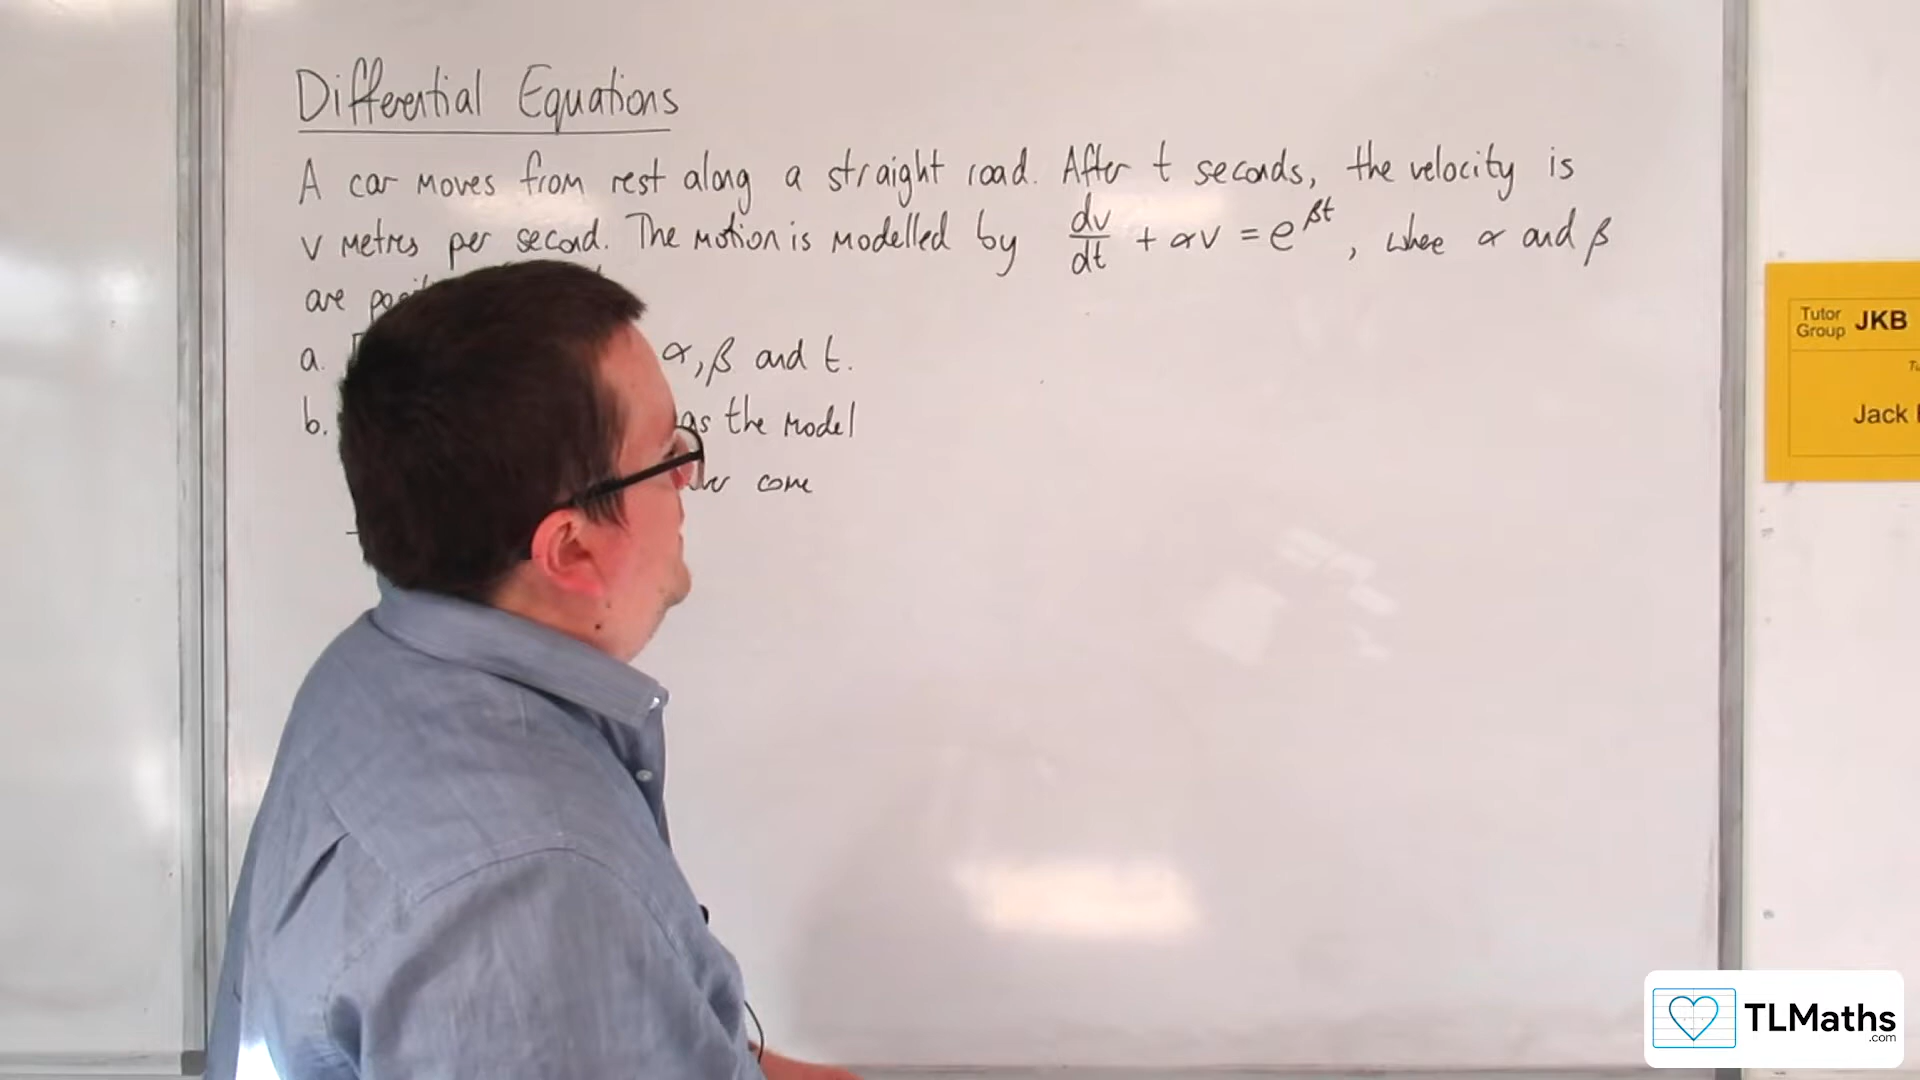 Differential Equations
A car moves from rest along a straight road. After t seconds, the velocity is
v metres per second. The motion is modelled by dv/dt + αv = e^βt, where α and β
are
a. α, β and t.
b. as the model
come
Tutor Group JKB
Jack
TLMaths
.com